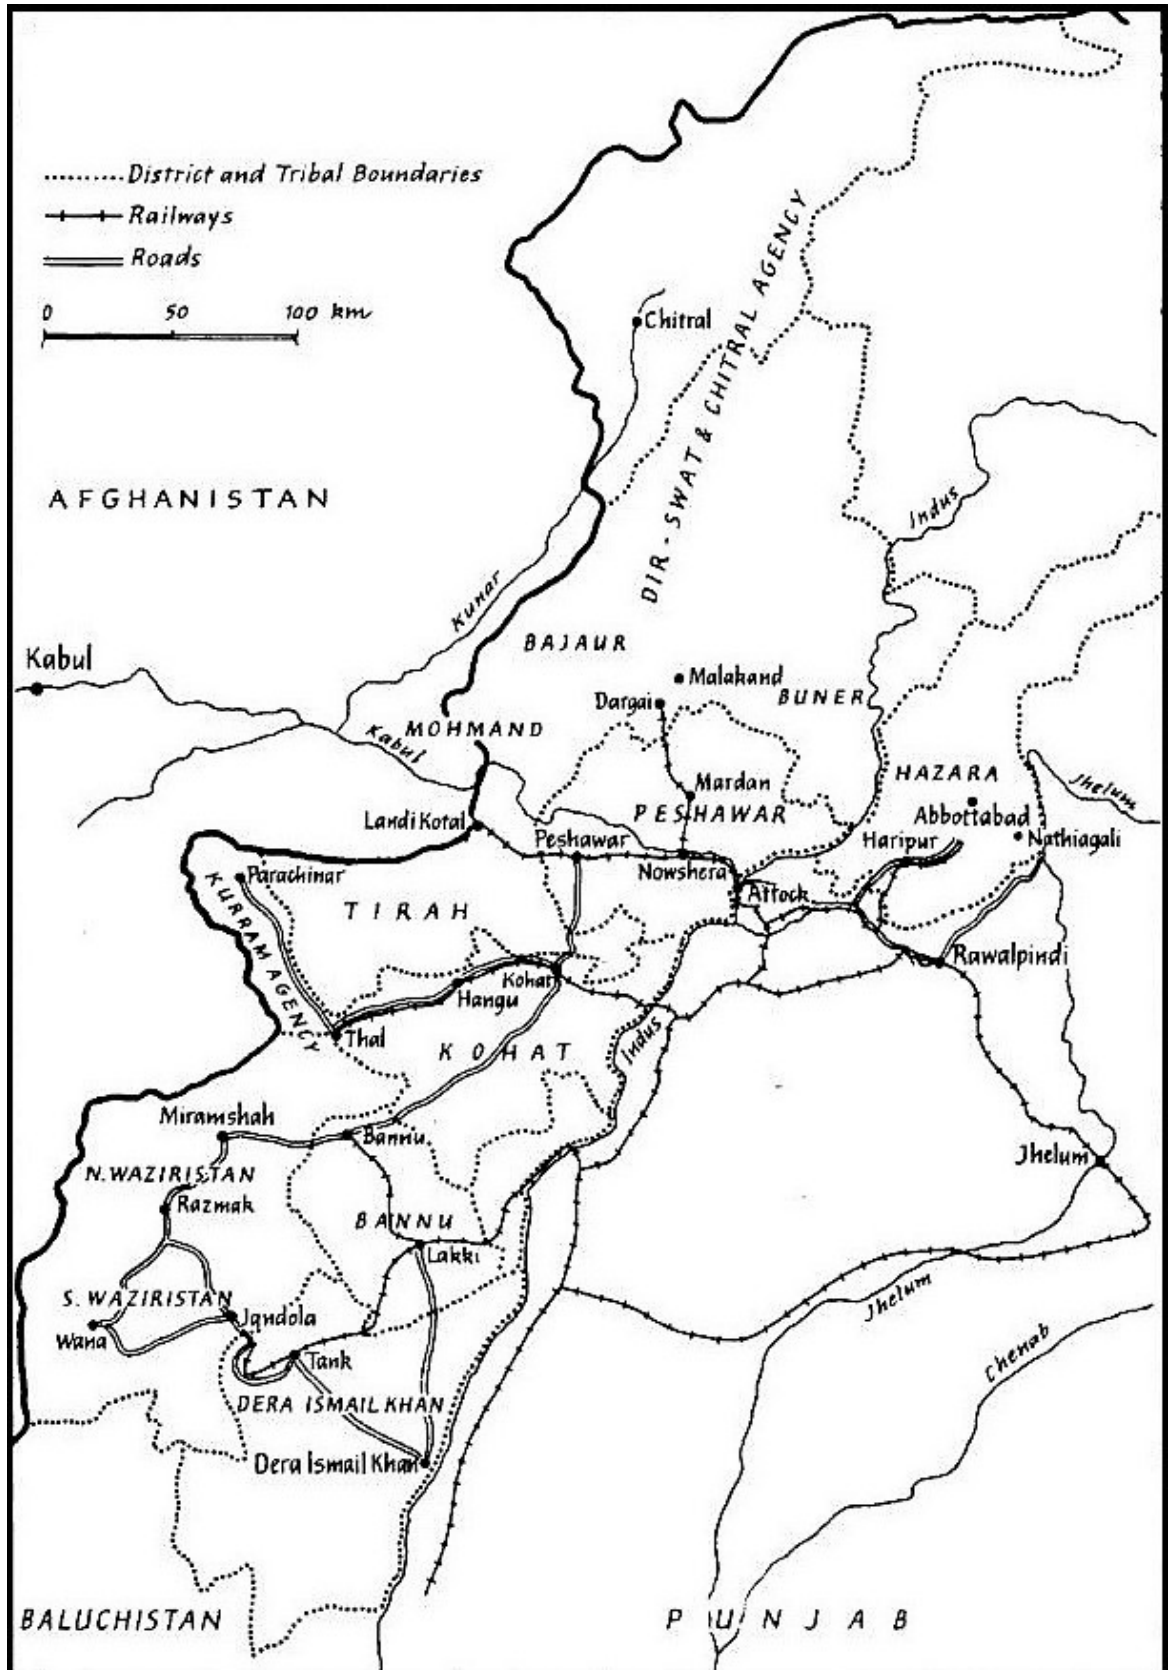 District and Tribal Boundaries
Railways
Roads
0 50 100 km
Chitral
DIR - SWAT & CHITRAL AGENCY
AFGHANISTAN
Indus
Kunar
BAJAUR
Kabul
Malakand
BUNER
Dargai
MOHMAND
Kabul
HAZARA
Jhelum
Mardan
PESHAWAR
Abbottabad
Landi Kotal
Peshawar
Haripur
Nathiagali
Nowshera
Attock
Parachinar
KURRAM AGENCY
TIRAH
Rawalpindi
Kohat
Hangu
Thal
Indus
KOHAT
Miramshah
Bannu
Jhelum
N. WAZIRISTAN
Razmak
BANNU
Lakki
S. WAZIRISTAN
Jandola
Jhelum
Wana
Tank
Chenab
DERA ISMAIL KHAN
Dera Ismail Khan
BALUCHISTAN
PUNJAB